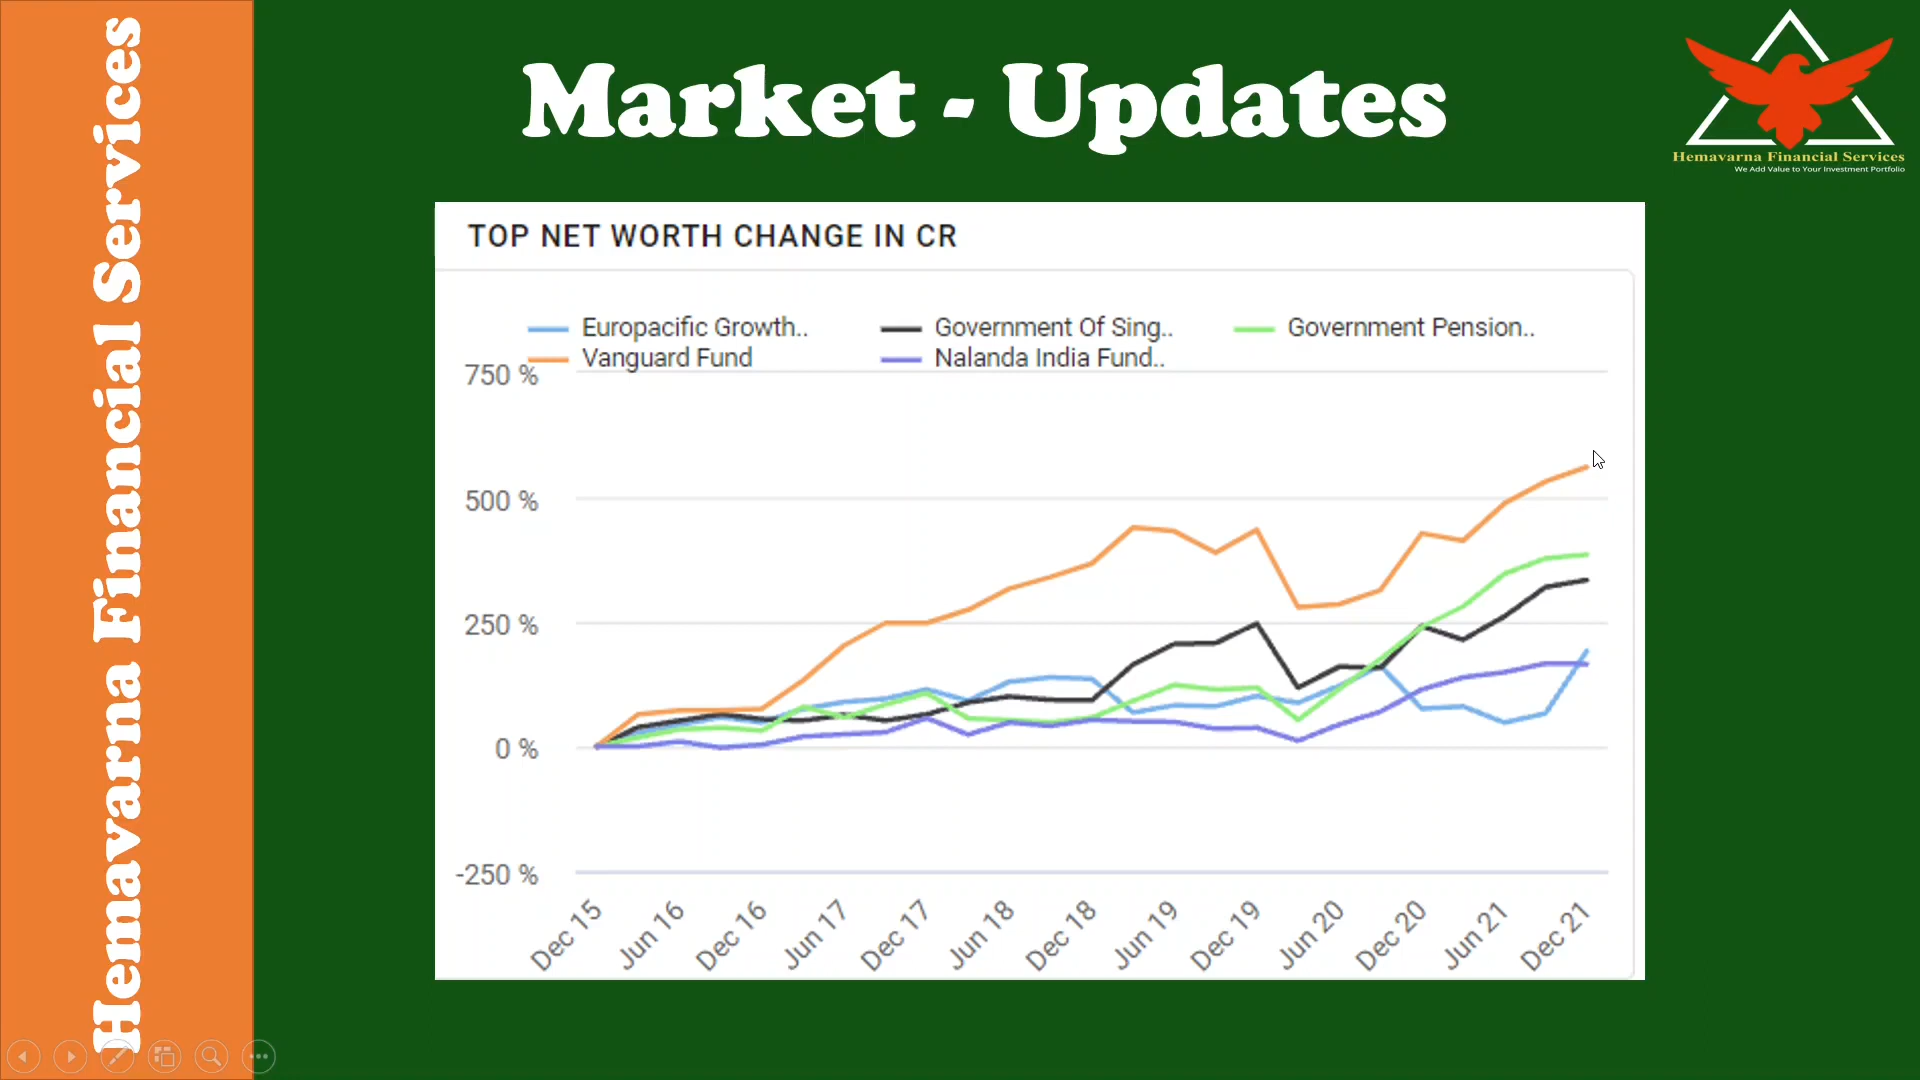 Hemavarna Financial Services
Market - Updates
Hemavarna Financial Services
We Add Value to Your Investment Portfolio
TOP NET WORTH CHANGE IN CR
Europacific Growth..
Government Of Sing..
Government Pension..
Vanguard Fund
Nalanda India Fund..
750 %
500 %
250 %
0 %
-250 %
Dec 15
Jun 16
Dec 16
Jun 17
Dec 17
Jun 18
Dec 18
Jun 19
Dec 19
Jun 20
Dec 20
Jun 21
Dec 21